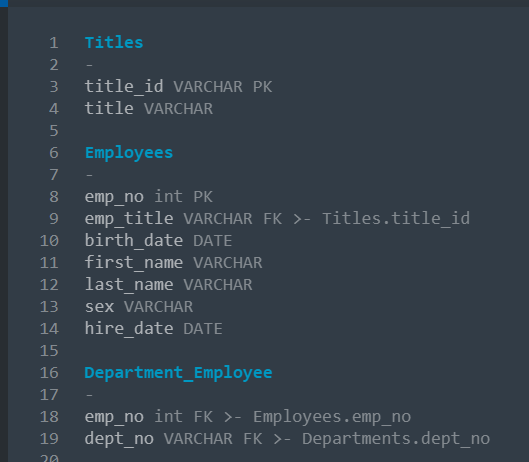 1 Titles
2 -
3 title_id VARCHAR PK
4 title VARCHAR
5
6 Employees
7 -
8 emp_no int PK
9 emp_title VARCHAR FK >- Titles.title_id
10 birth_date DATE
11 first_name VARCHAR
12 last_name VARCHAR
13 sex VARCHAR
14 hire_date DATE
15
16 Department_Employee
17 -
18 emp_no int FK >- Employees.emp_no
19 dept_no VARCHAR FK >- Departments.dept_no
20